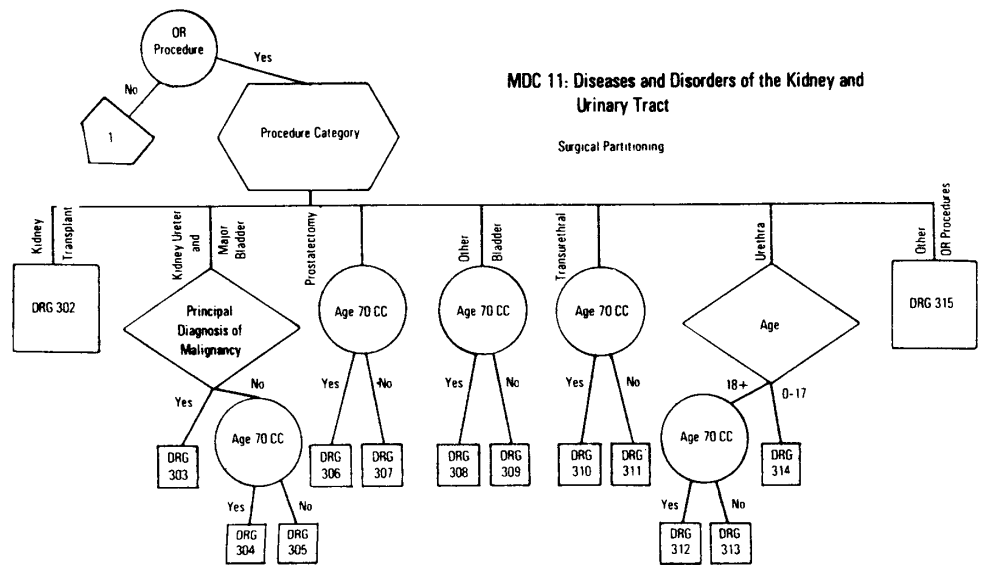 OR
Procedure
Yes
No
1
Procedure Category
MDC 11: Diseases and Disorders of the Kidney and
Urinary Tract
Surgical Partitioning
Kidney
Transplant
Kidney Ureter
and
Major
Bladder
Prostatectomy
Other
Bladder
Transurethral
Urethra
Other
OR Procedures
DRG 302
Principal
Diagnosis of
Malignancy
Age 70 CC
Age 70 CC
Age 70 CC
Age
DRG 315
Yes
No
Yes
No
Yes
No
Yes
No
18+
0-17
DRG
303
Age 70 CC
DRG
306
DRG
307
DRG
308
DRG
309
DRG
310
DRG
311
Age 70 CC
DRG
314
Yes
No
Yes
No
DRG
304
DRG
305
DRG
312
DRG
313